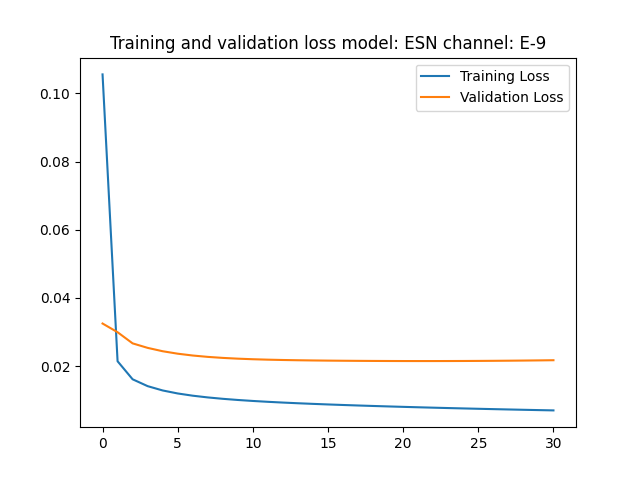 Training and validation loss model: ESN channel: E-9
Training Loss
Validation Loss
0.10
0.08
0.06
0.04
0.02
0 5 10 15 20 25 30